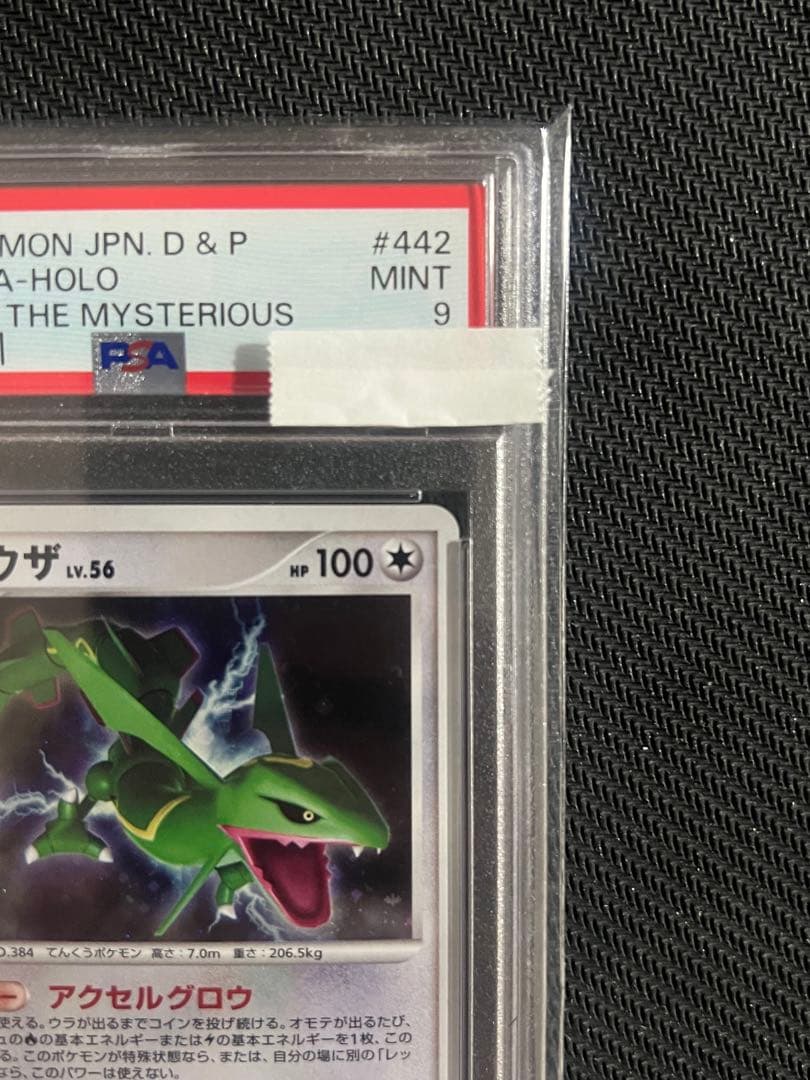 MON JPN. D & P #442
A-HOLO MINT
THE MYSTERIOUS 9
PSA
ウザ LV.56 HP 100
.384 てんくうポケモン 高さ:7.0m 重さ:206.5kg
ー アクセルグロウ
使える。ウラが出るまでコインを投げ続ける。オモテが出るたび、
ュの🔥の基本エネルギーまたは⚡の基本エネルギーを1枚、この
る。このポケモンが特殊状態なら、または、自分の場に別の「レッ
なら、このパワーは使えない。